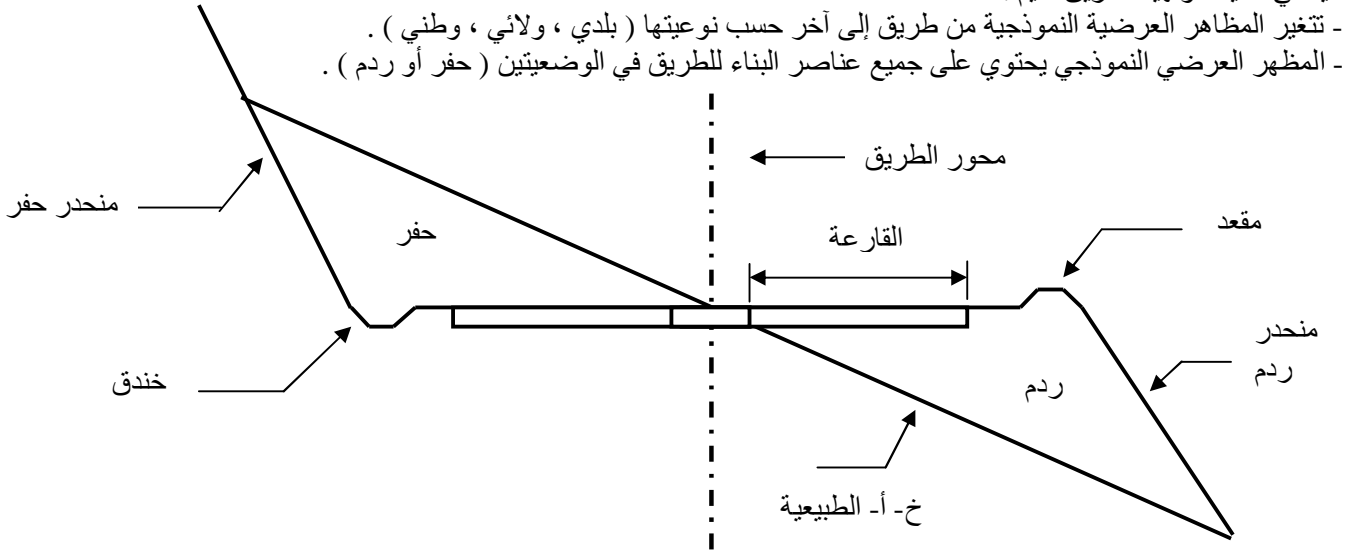 - تتغير المظاهر العرضية النموذجية من طريق إلى آخر حسب نوعيتها ( بلدي ، ولائي ، وطني ) .
- المظهر العرضي النموذجي يحتوي على جميع عناصر البناء للطريق في الوضعيتين ( حفر أو ردم ) .
محور الطريق
منحدر حفر
حفر
القارعة
مقعد
منحدر
ردم
خندق
ردم
خ- أ- الطبيعية